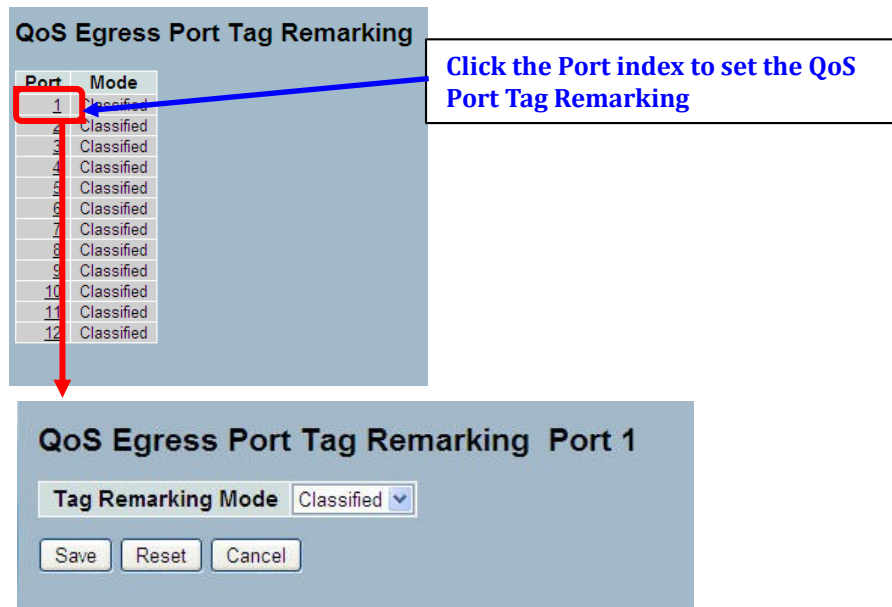 QoS Egress Port Tag Remarking
Click the Port index to set the QoS
Port Tag Remarking
Port Mode
1 Classified
2 Classified
3 Classified
4 Classified
5 Classified
6 Classified
7 Classified
8 Classified
9 Classified
10 Classified
11 Classified
12 Classified
QoS Egress Port Tag Remarking Port 1
Tag Remarking Mode Classified
Save Reset Cancel